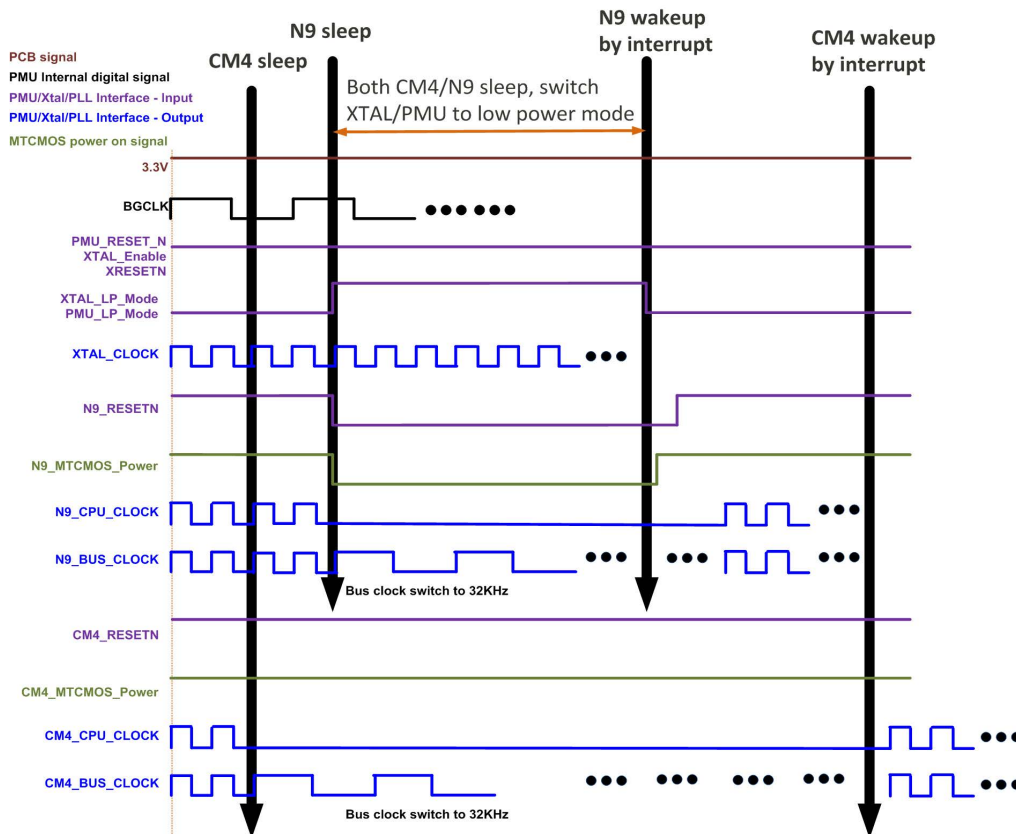 N9 sleep
N9 wakeup
by interrupt
CM4 wakeup
by interrupt
CM4 sleep
PCB signal
PMU Internal digital signal
PMU/Xtal/PLL Interface - Input
PMU/Xtal/PLL Interface - Output
MTCMOS power on signal
Both CM4/N9 sleep, switch
XTAL/PMU to low power mode
3.3V
BGCLK
PMU_RESET_N
XTAL_Enable
XRESETN
XTAL_LP_Mode
PMU_LP_Mode
XTAL_CLOCK
N9_RESETN
N9_MTCMOS_Power
N9_CPU_CLOCK
N9_BUS_CLOCK
Bus clock switch to 32KHz
CM4_RESETN
CM4_MTCMOS_Power
CM4_CPU_CLOCK
CM4_BUS_CLOCK
Bus clock switch to 32KHz